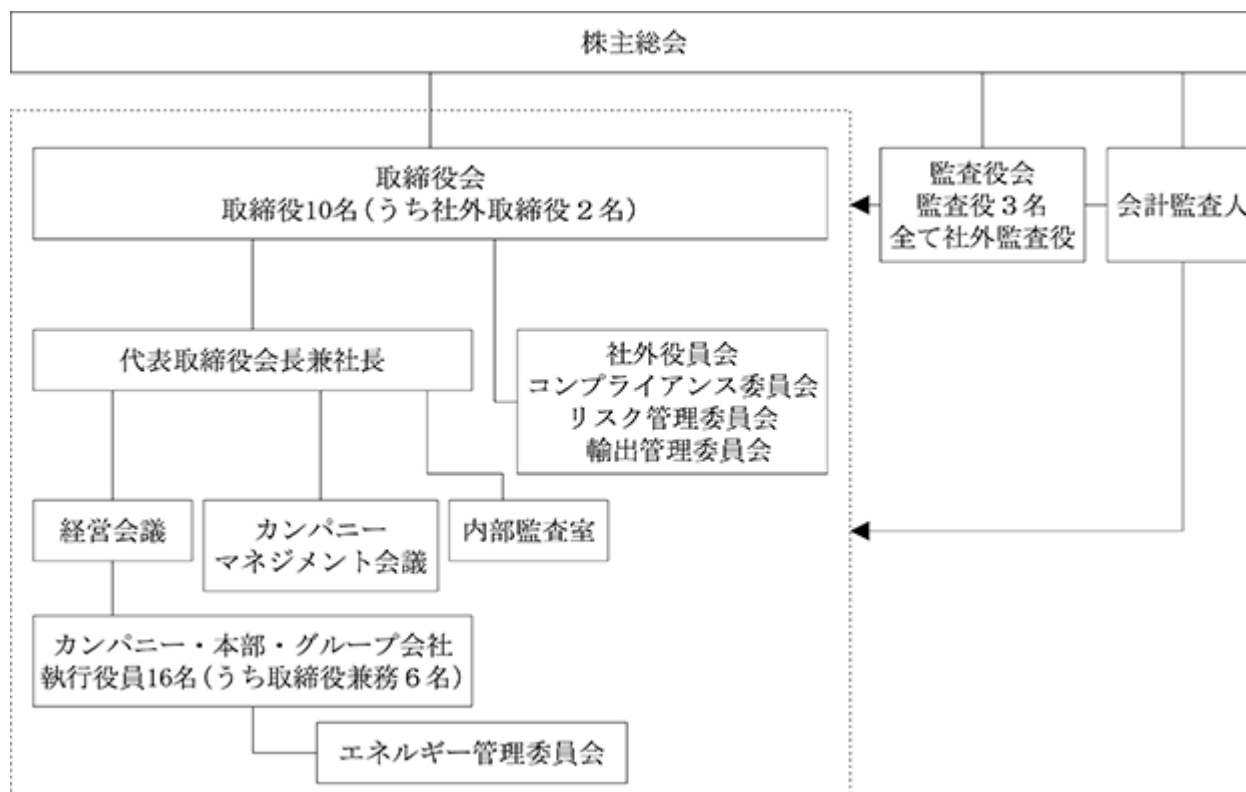 株主総会
取締役会
取締役10名(うち社外取締役2名)
監査役会
監査役3名
全て社外監査役
会計監査人
代表取締役会長兼社長
社外役員会
コンプライアンス委員会
リスク管理委員会
輸出管理委員会
経営会議
カンパニー
マネジメント会議
内部監査室
カンパニー・本部・グループ会社
執行役員16名(うち取締役兼務6名)
エネルギー管理委員会